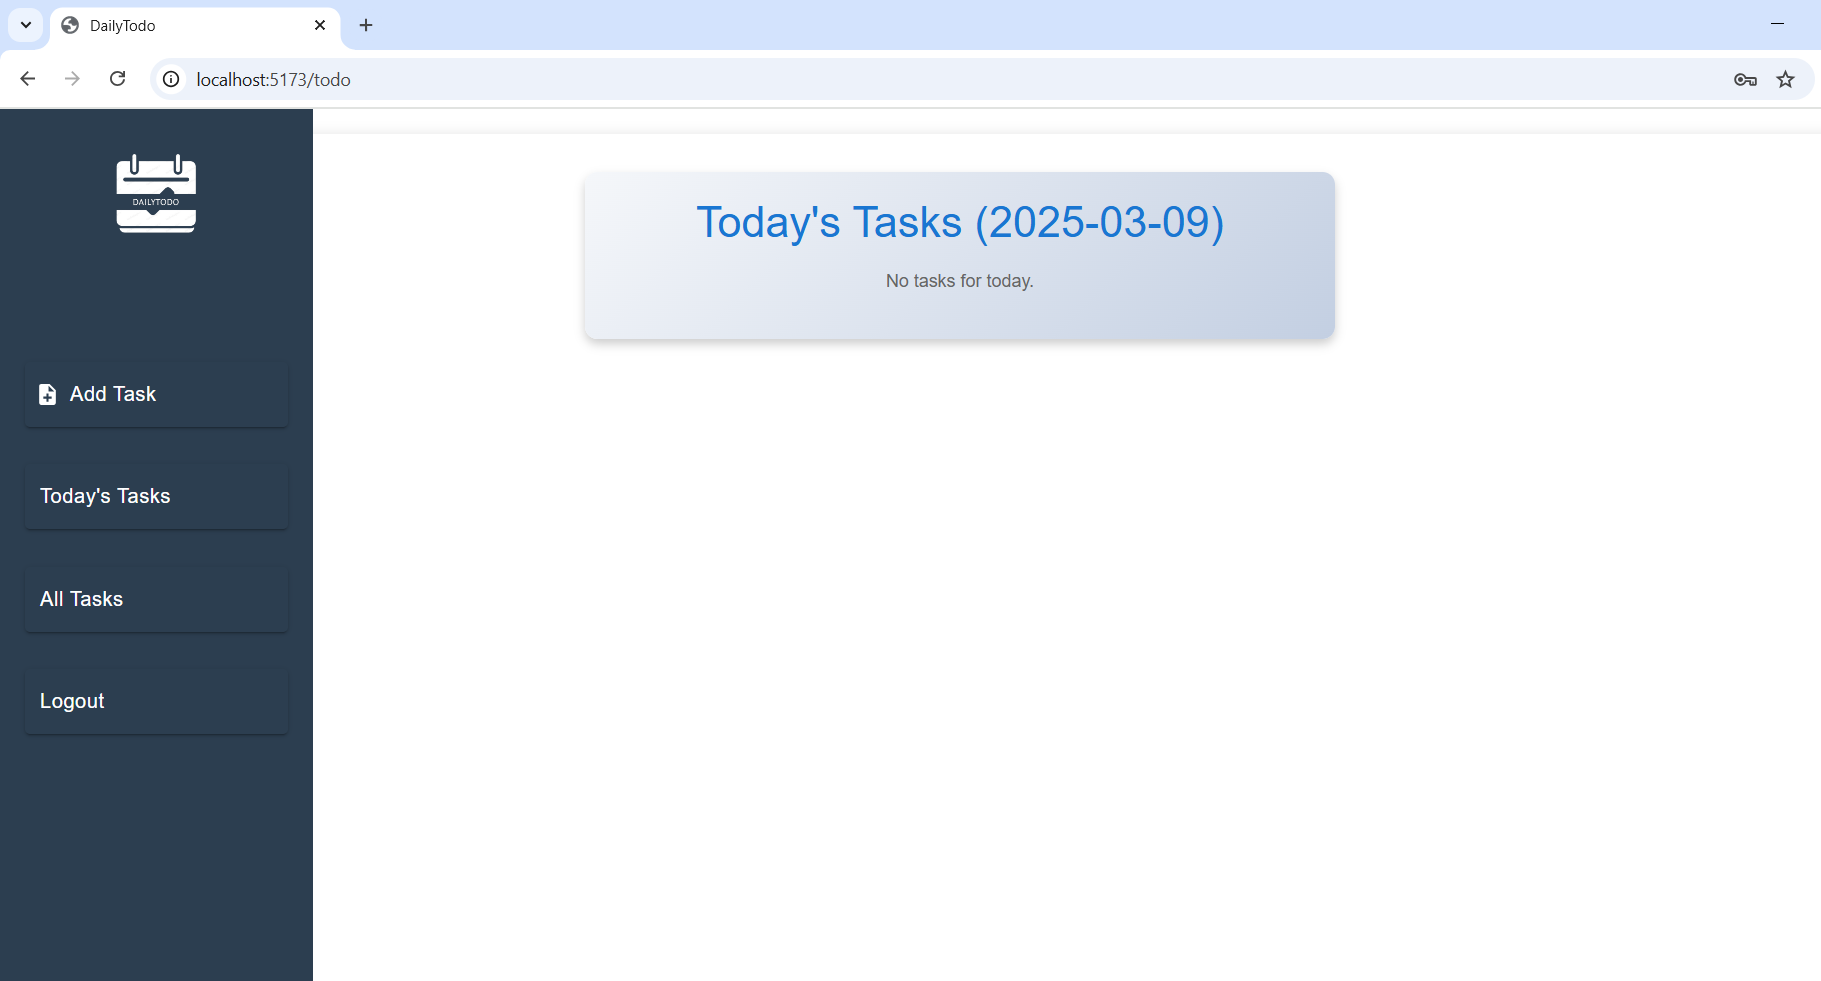 DailyTodo
localhost:5173/todo
DAILYTODO
Add Task
Today's Tasks
All Tasks
Logout
Today's Tasks (2025-03-09)
No tasks for today.